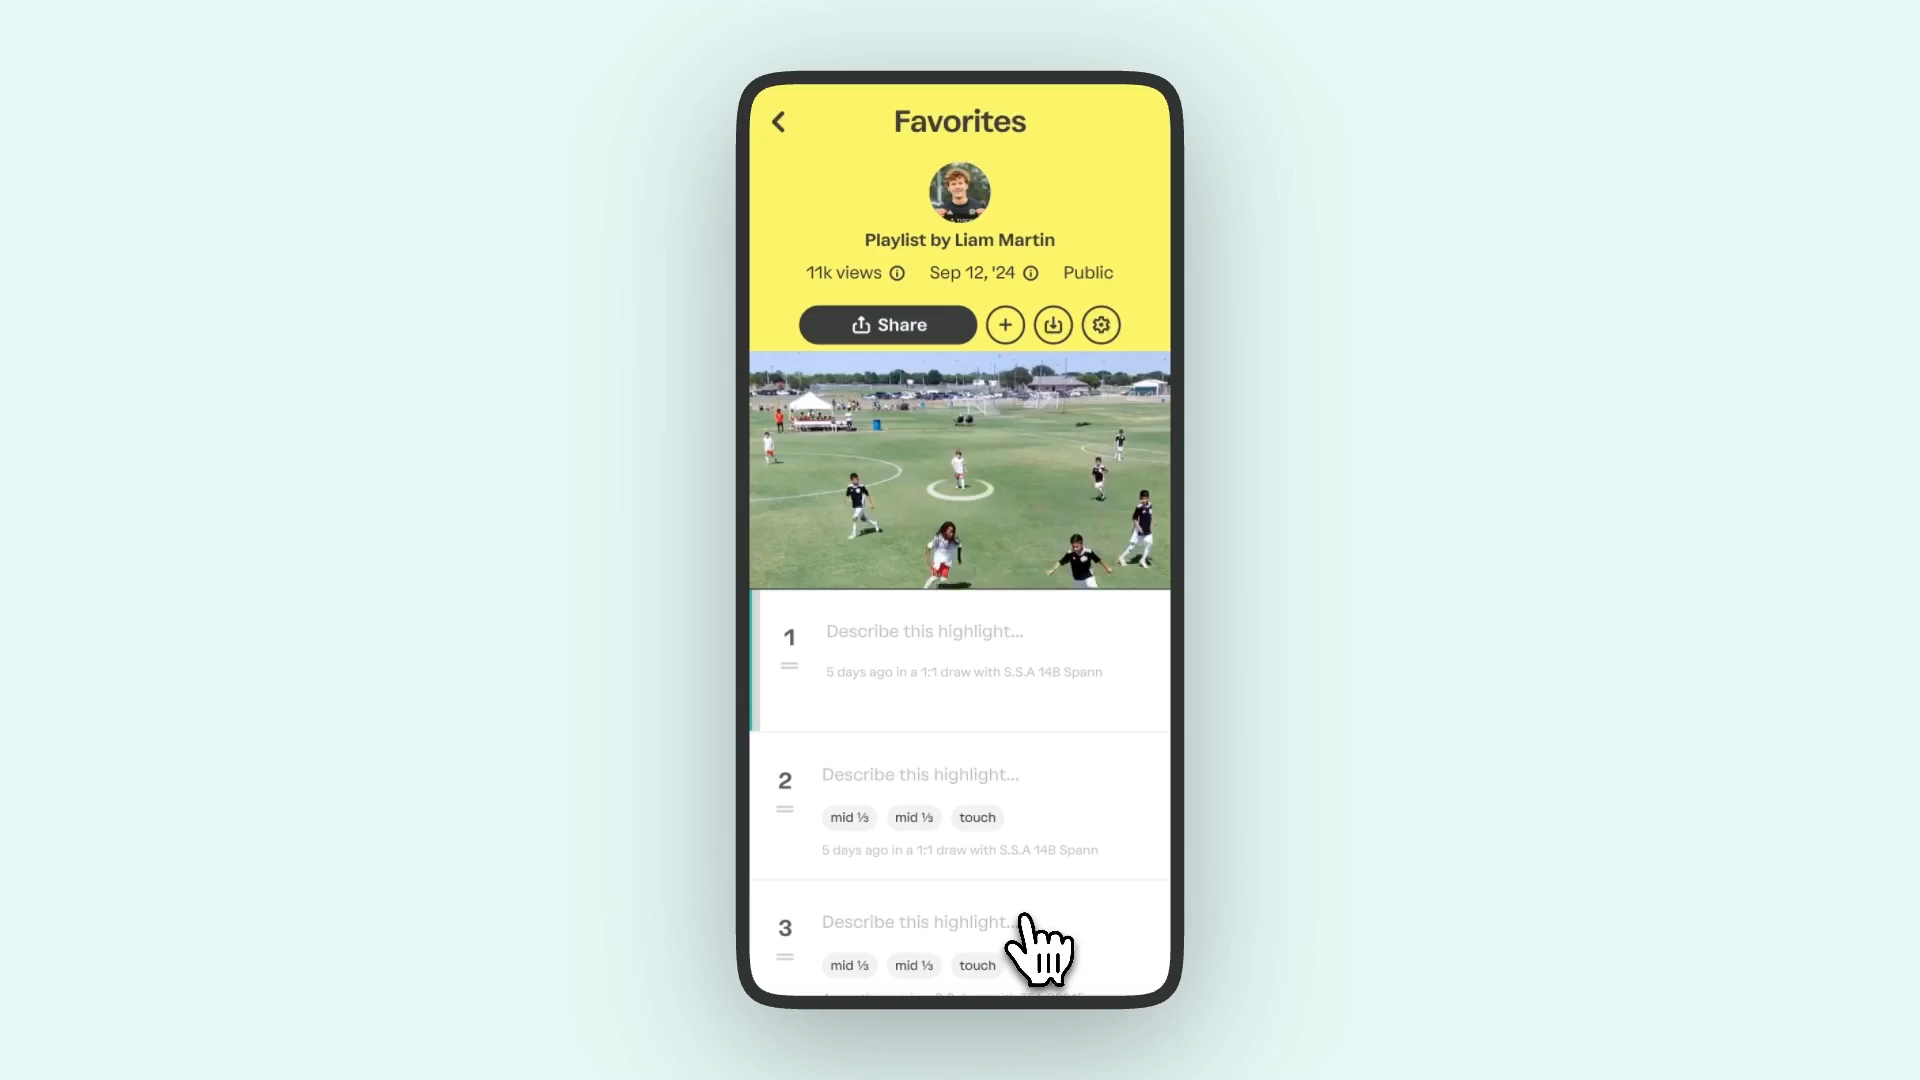 Favorites
Playlist by Liam Martin
11k views Sep 12, '24 Public
Share
1 Describe this highlight...
5 days ago in a 1:1 draw with S.S.A 14B Spann
2 Describe this highlight...
mid ⅓ mid ⅓ touch
5 days ago in a 1:1 draw with S.S.A 14B Spann
3 Describe this highlight...
mid ⅓ mid ⅓ touch